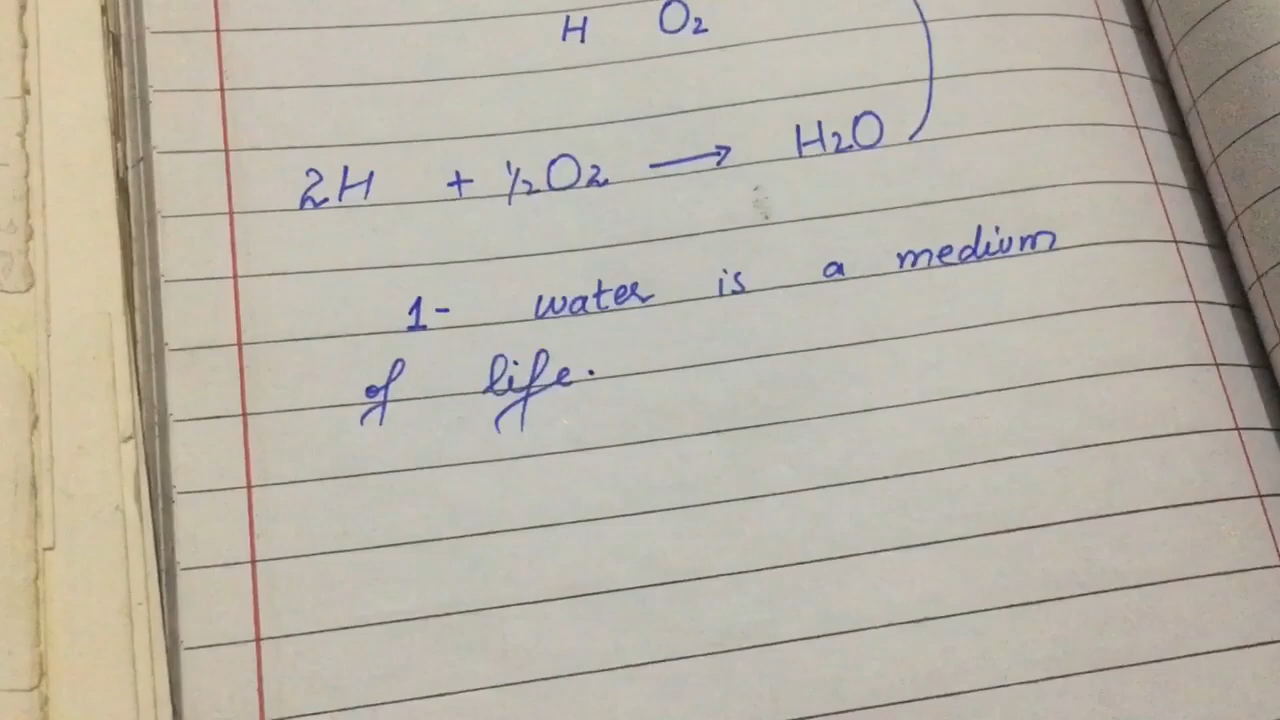 H O2
2H + ½O2 → H2O
1- water is a medium
of life.